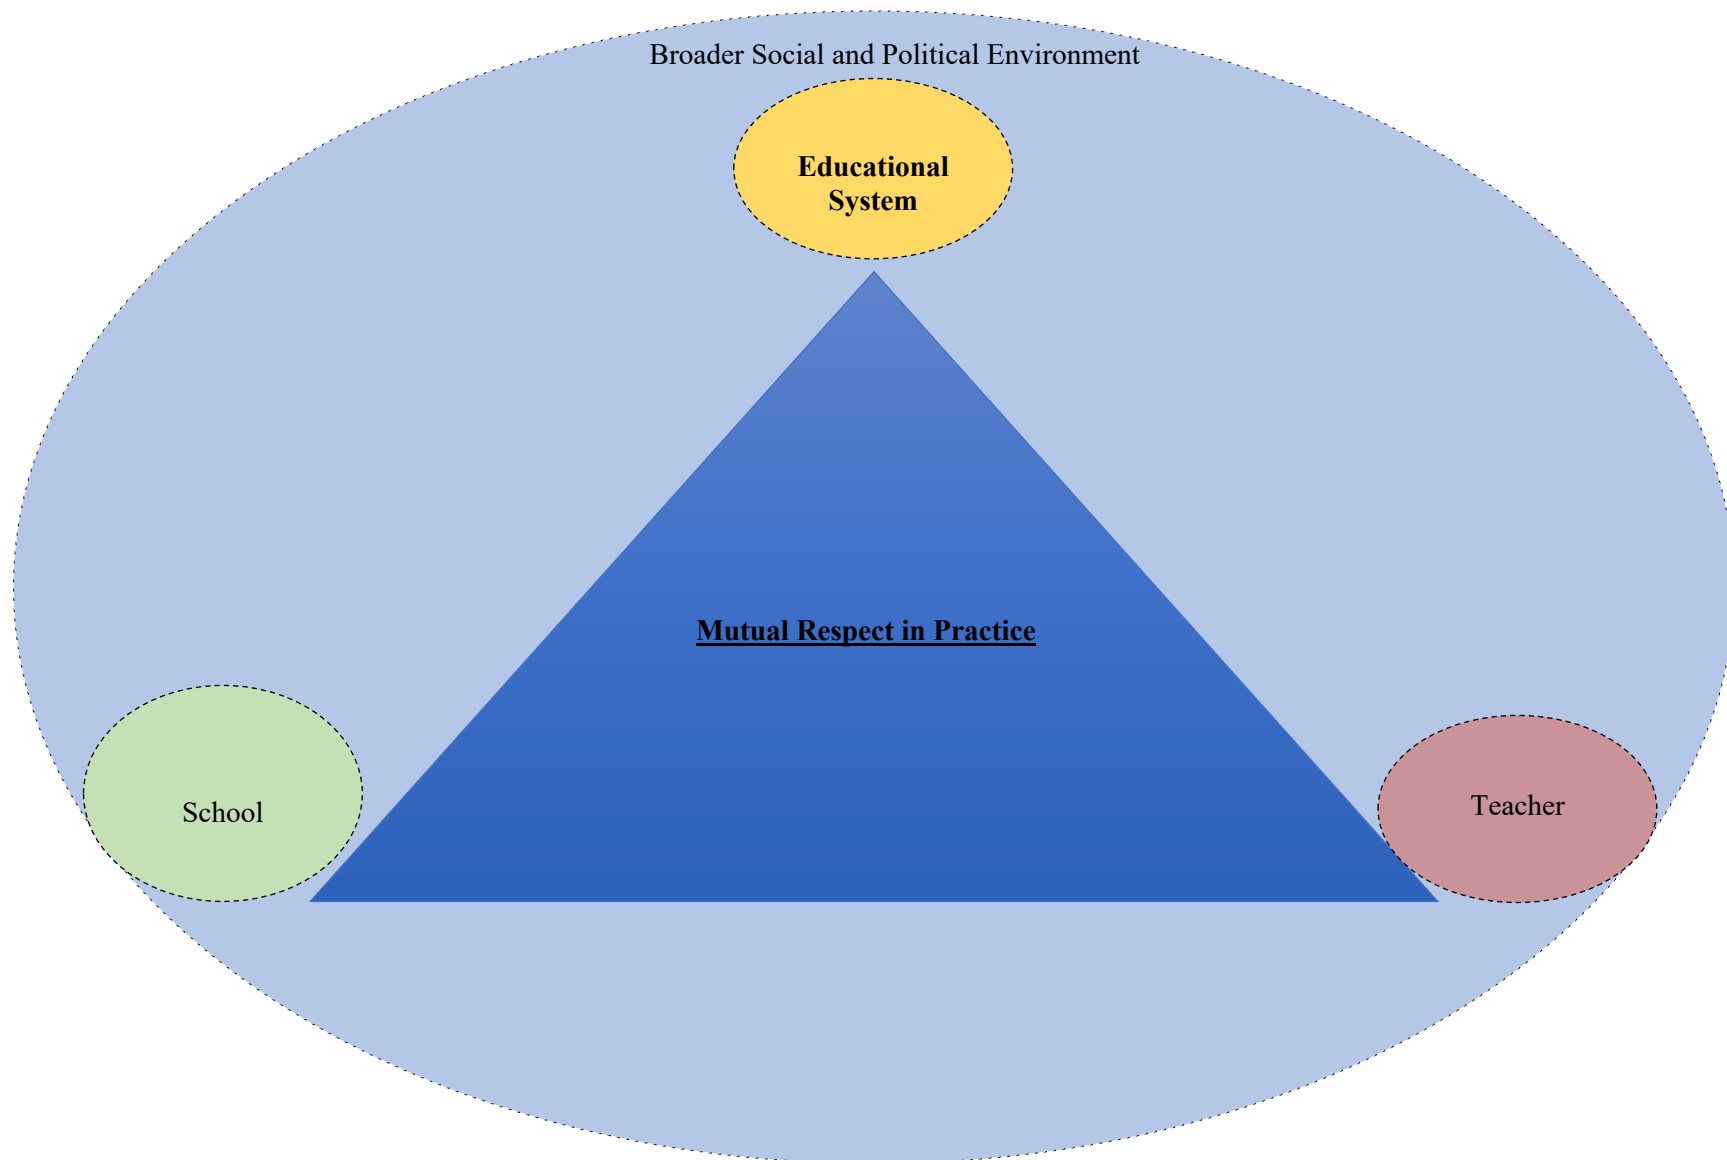 Broader Social and Political Environment
Educational
System
Mutual Respect in Practice
School
Teacher